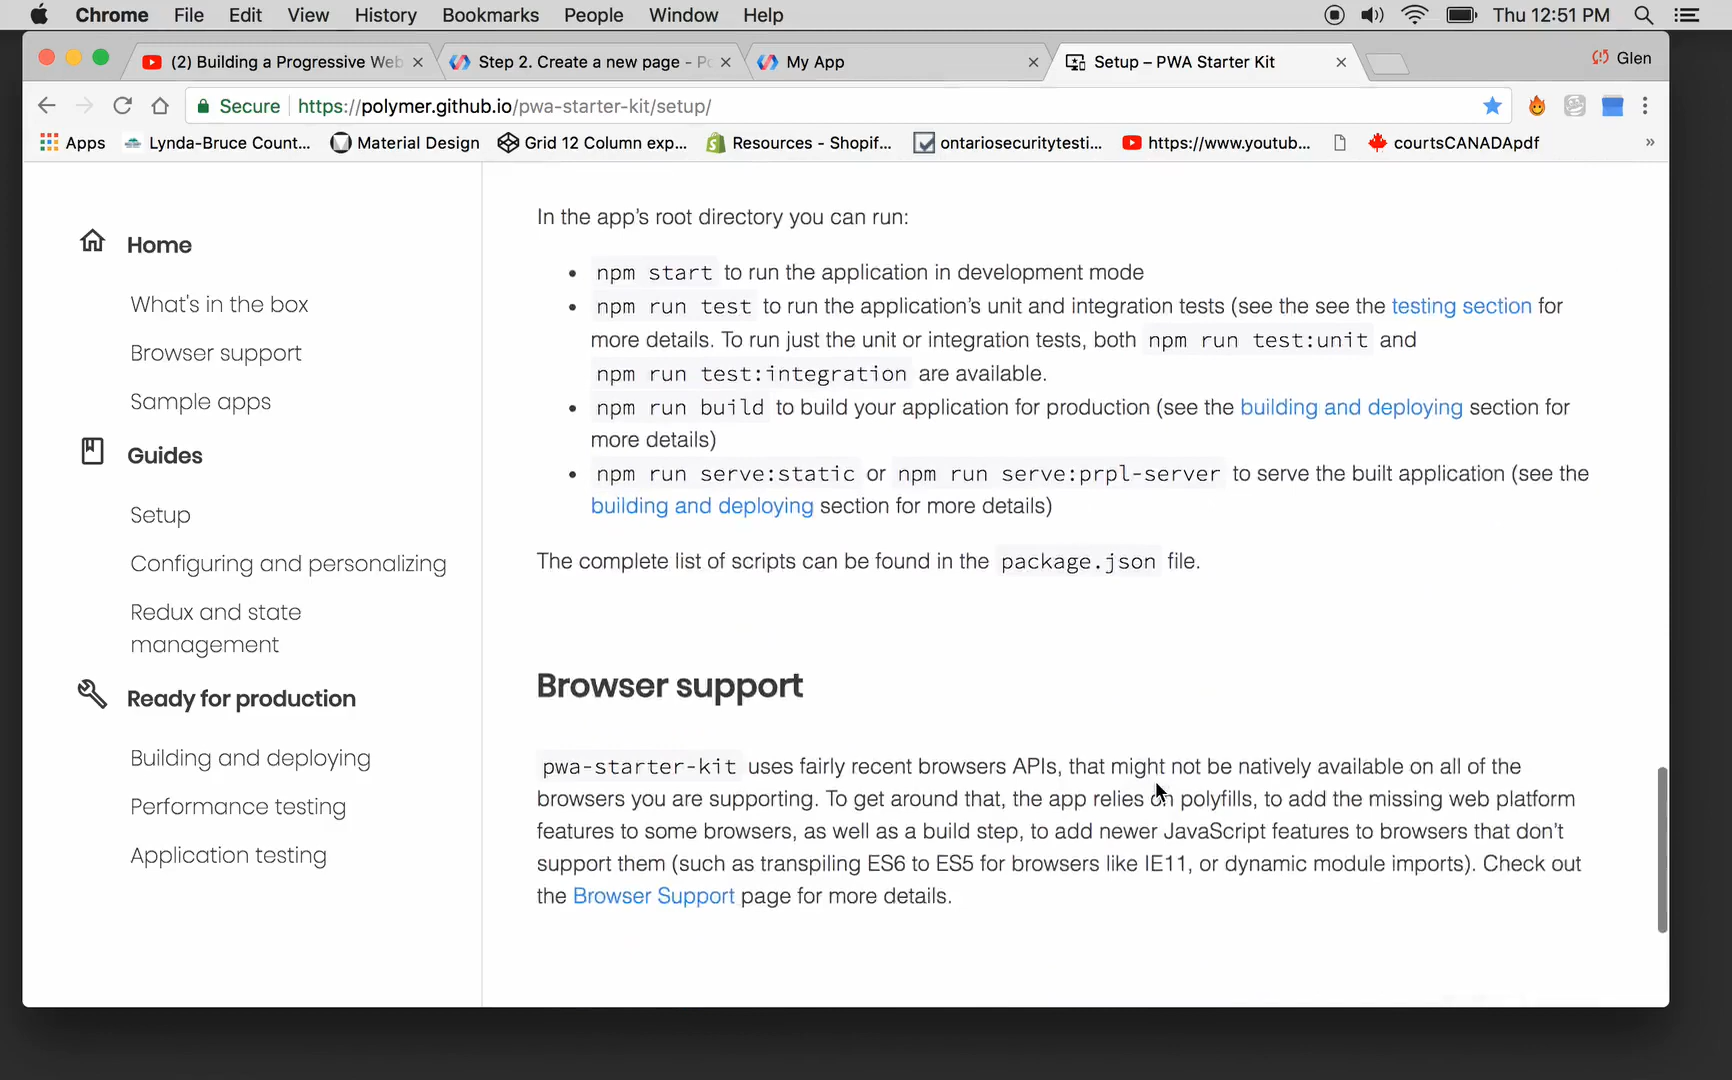 Chrome File Edit View History Bookmarks People Window Help Thu 12:51 PM
(2) Building a Progressive Web
Step 2. Create a new page - Po
My App
Setup – PWA Starter Kit
Glen
Secure https://polymer.github.io/pwa-starter-kit/setup/
Apps Lynda-Bruce Count... Material Design Grid 12 Column exp... Resources - Shopif... ontariosecuritytesti... https://www.youtub... courtsCANADApdf »
Home
What's in the box
Browser support
Sample apps
Guides
Setup
Configuring and personalizing
Redux and state
management
Ready for production
Building and deploying
Performance testing
Application testing
In the app’s root directory you can run:
• npm start to run the application in development mode
• npm run test to run the application’s unit and integration tests (see the see the testing section for
more details. To run just the unit or integration tests, both npm run test:unit and
npm run test:integration are available.
• npm run build to build your application for production (see the building and deploying section for
more details)
• npm run serve:static or npm run serve:prpl-server to serve the built application (see the
building and deploying section for more details)
The complete list of scripts can be found in the package.json file.
Browser support
pwa-starter-kit uses fairly recent browsers APIs, that might not be natively available on all of the
browsers you are supporting. To get around that, the app relies on polyfills, to add the missing web platform
features to some browsers, as well as a build step, to add newer JavaScript features to browsers that don’t
support them (such as transpiling ES6 to ES5 for browsers like IE11, or dynamic module imports). Check out
the Browser Support page for more details.